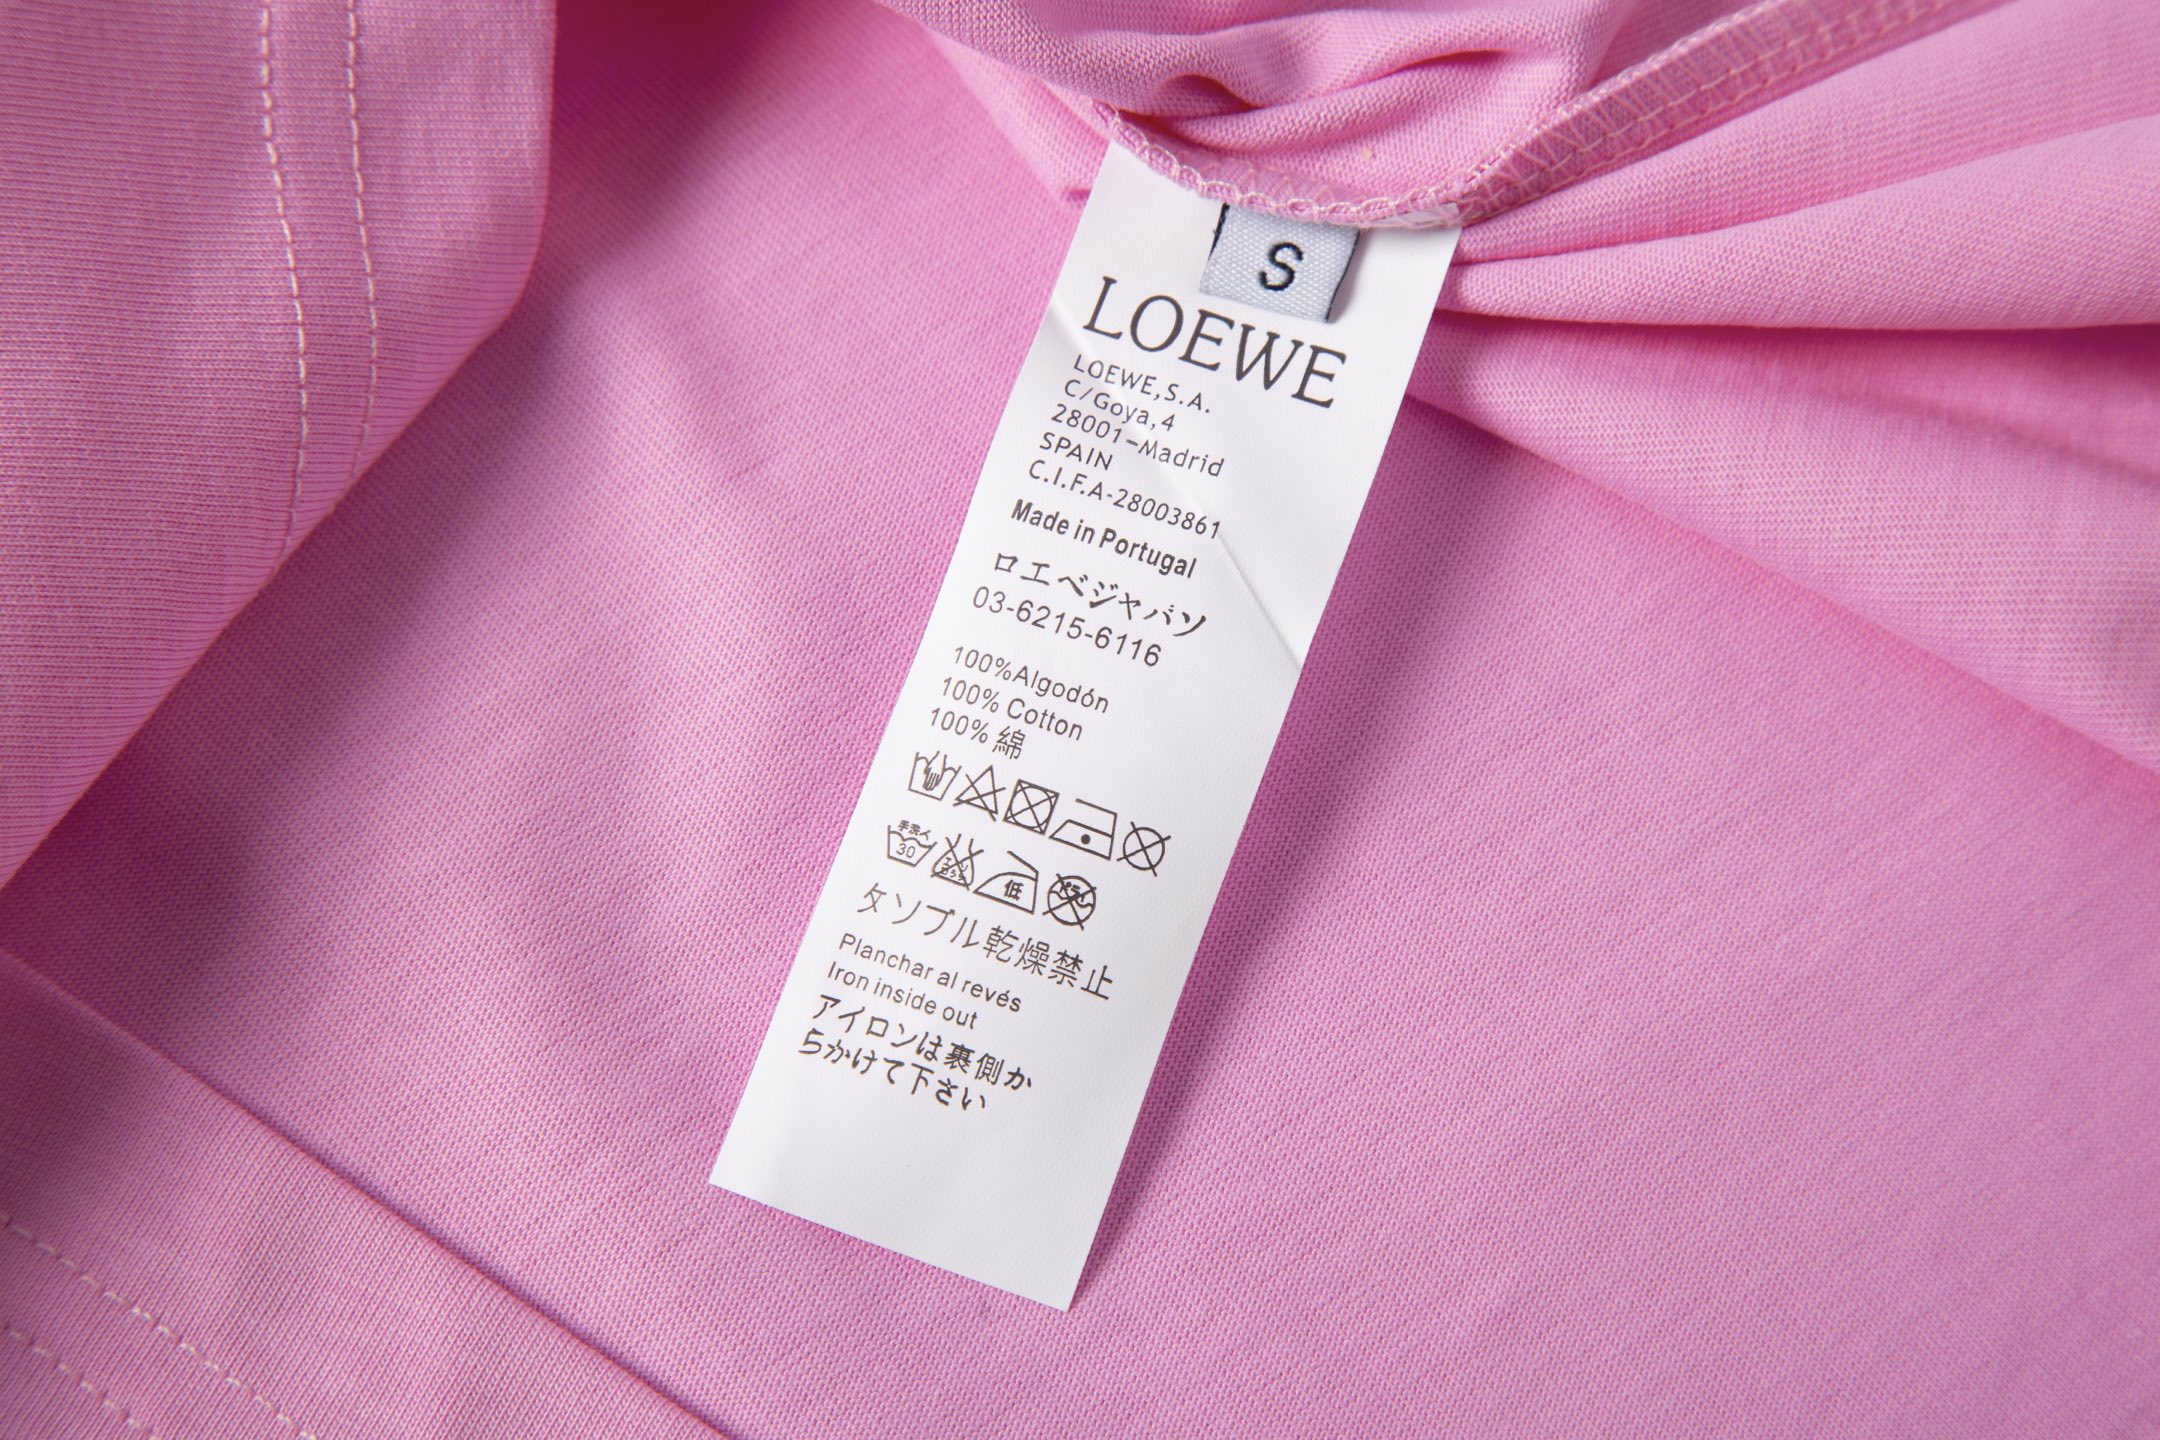 S
LOEWE
LOEWE,S.A.
C/Goya,4
28001-Madrid
SPAIN
C.I.F.A-28003861
Made in Portugal
ロエベジャパソ
03-6215-6116
100%Algodón
100% Cotton
100% 綿
手洗イ
30
低
タソブル乾燥禁止
Planchar al revés
Iron inside out
アイロンは裏側か
らかけて下さい